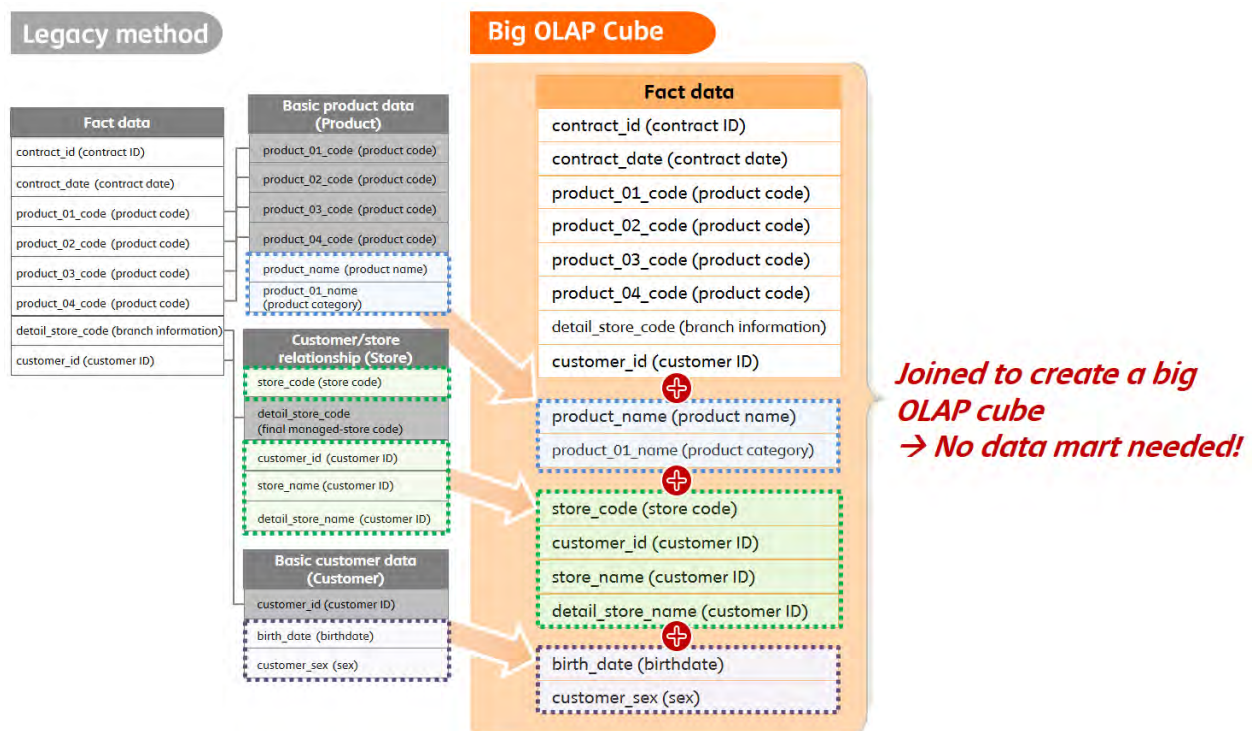 Legacy method
Fact data
contract_id (contract ID)
contract_date (contract date)
product_01_code (product code)
product_02_code (product code)
product_03_code (product code)
product_04_code (product code)
detail_store_code (branch information)
customer_id (customer ID)
Basic product data
(Product)
product_01_code (product code)
product_02_code (product code)
product_03_code (product code)
product_04_code (product code)
product_name (product name)
product_01_name
(product category)
Customer/store
relationship (Store)
store_code (store code)
detail_store_code
(final managed-store code)
customer_id (customer ID)
store_name (customer ID)
detail_store_name (customer ID)
Basic customer data
(Customer)
customer_id (customer ID)
birth_date (birthdate)
customer_sex (sex)
Big OLAP Cube
Fact data
contract_id (contract ID)
contract_date (contract date)
product_01_code (product code)
product_02_code (product code)
product_03_code (product code)
product_04_code (product code)
detail_store_code (branch information)
customer_id (customer ID)
product_name (product name)
product_01_name (product category)
store_code (store code)
customer_id (customer ID)
store_name (customer ID)
detail_store_name (customer ID)
birth_date (birthdate)
customer_sex (sex)
Joined to create a big
OLAP cube
→ No data mart needed!